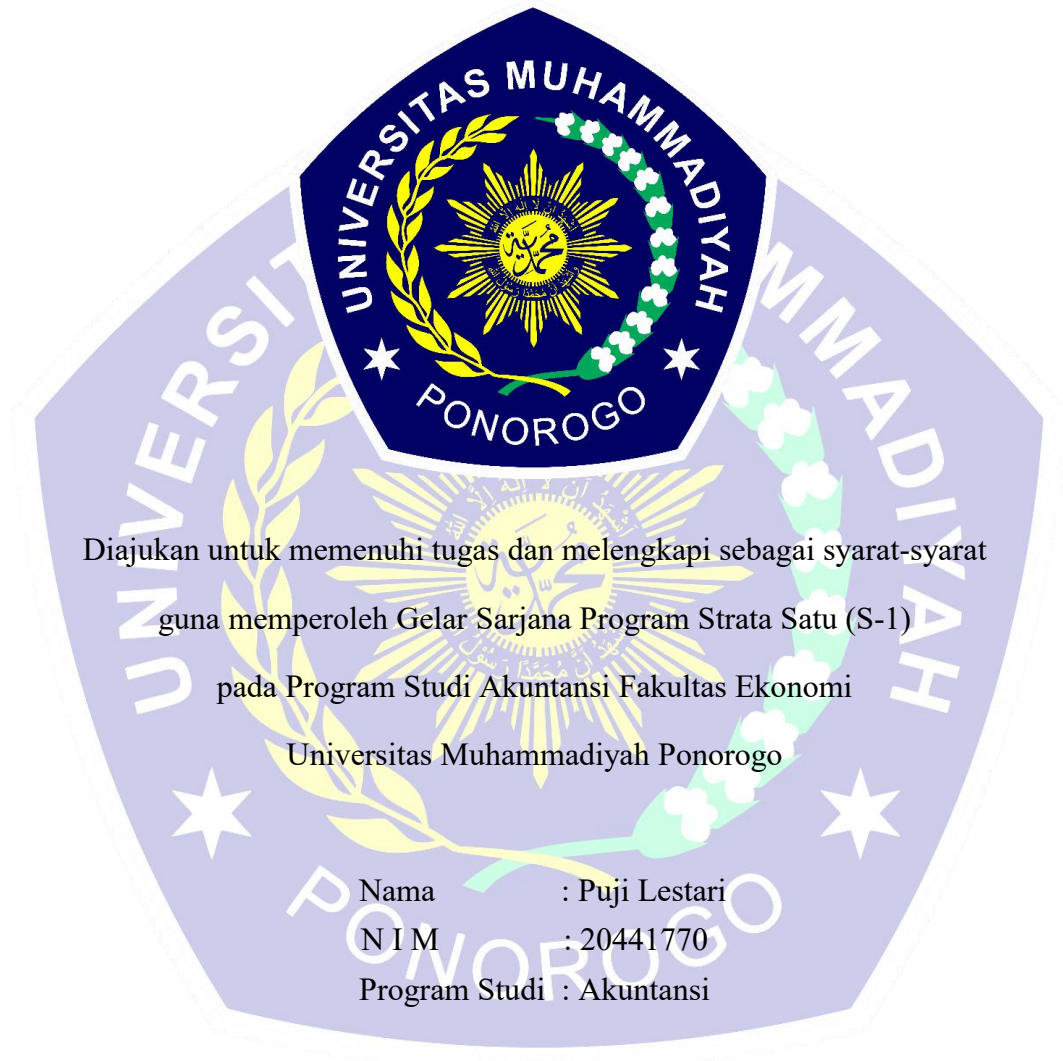 UNIVERSITAS MUHAMMADIYAH
PONOROGO
Diajukan untuk memenuhi tugas dan melengkapi sebagai syarat-syarat
guna memperoleh Gelar Sarjana Program Strata Satu (S-1)
pada Program Studi Akuntansi Fakultas Ekonomi
Universitas Muhammadiyah Ponorogo
Nama : Puji Lestari
N I M : 20441770
Program Studi : Akuntansi
PONOROGO